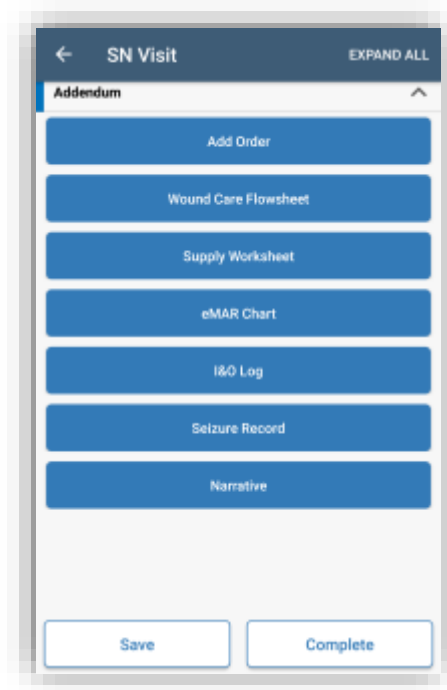 SN Visit EXPAND ALL
Addendum
Add Order
Wound Care Flowsheet
Supply Worksheet
eMAR Chart
I&O Log
Seizure Record
Narrative
Save Complete